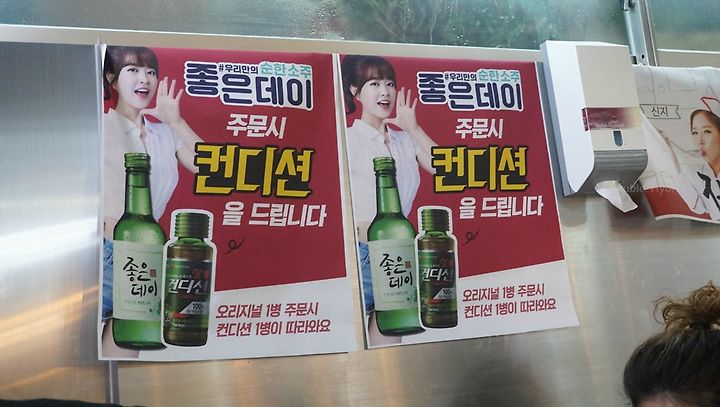 #우리만의 순한소주
좋은데이
주문시
컨디션
을 드립니다
좋은
데이
컨디션
100%
오리지널 1병 주문시
컨디션 1병이 따라와요
#우리만의 순한소주
좋은데이
주문시
컨디션
을 드립니다
좋은
데이
컨디션
100%
오리지널 1병 주문시
컨디션 1병이 따라와요
신지